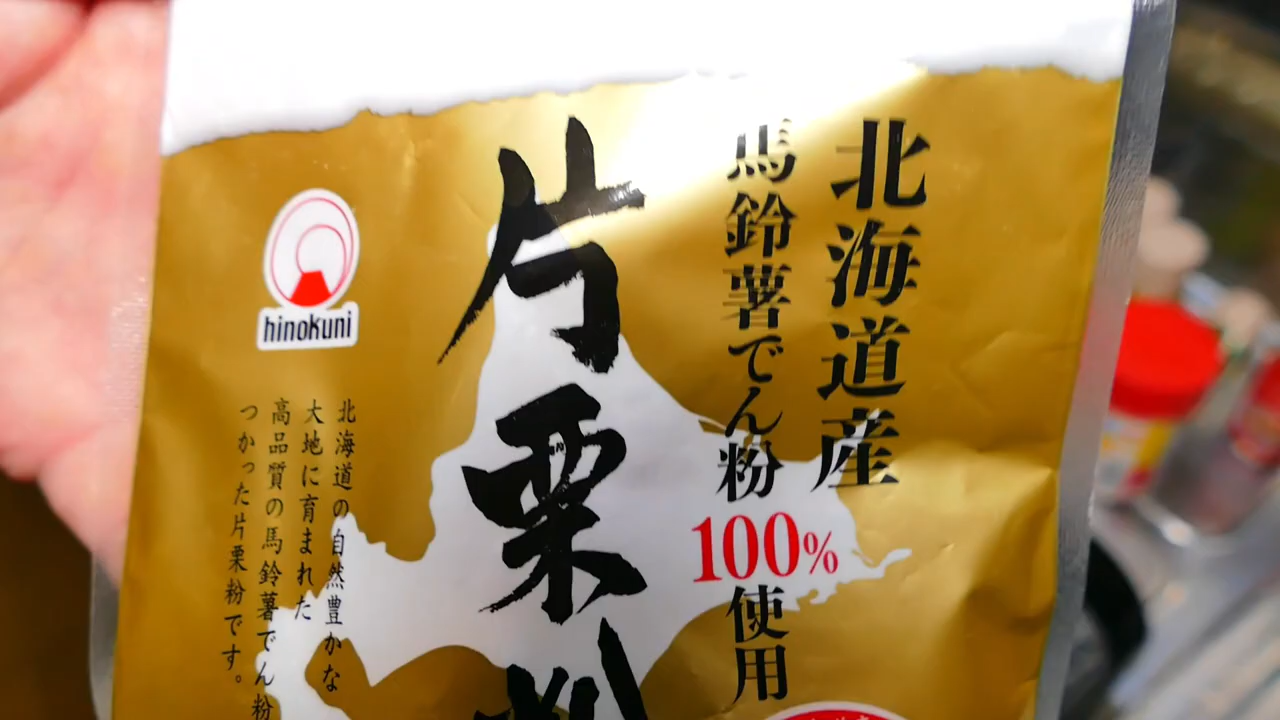 北海道産
馬鈴薯でん粉
100%
使用
片栗粉
hinokuni
北海道の自然豊かな
大地に育まれた
高品質の馬鈴薯でん粉
つかった片栗粉です。